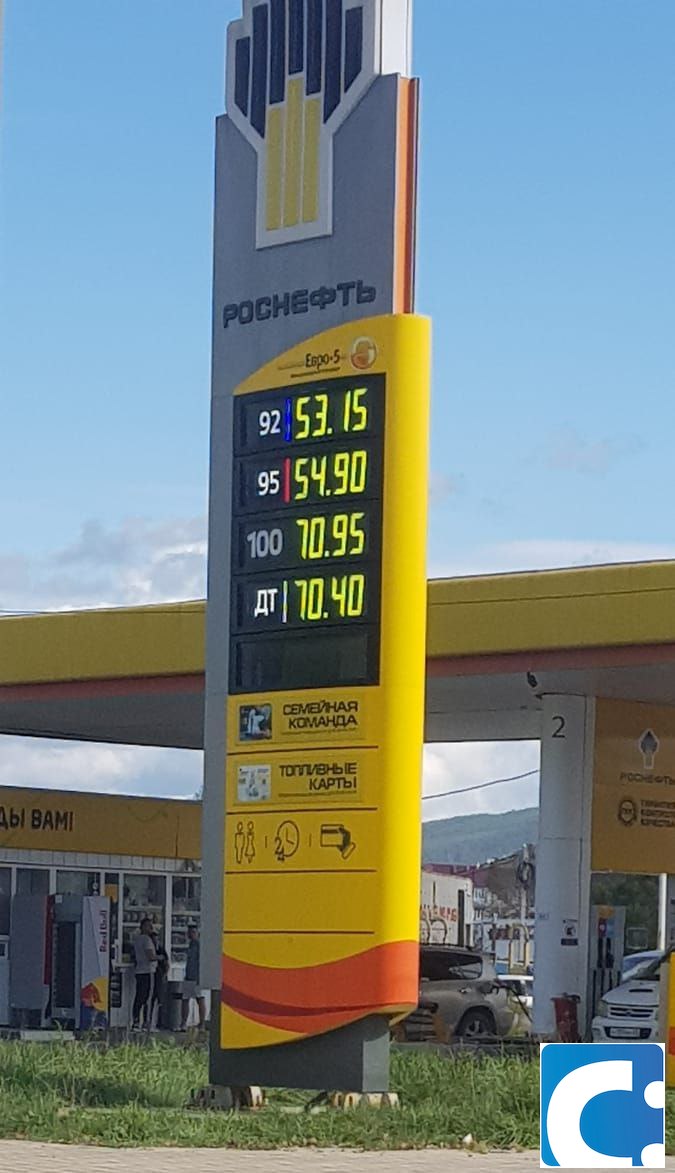 РОСНЕФТЬ
Евро-5
92 53.15
95 54.90
100 70.95
ДТ 70.40
СЕМЕЙНАЯ
КОМАНДА
ТОПЛИВНЫЕ
КАРТЫ
24
ДЫ ВАМ!
Red Bull
2
РОСНЕФТЬ